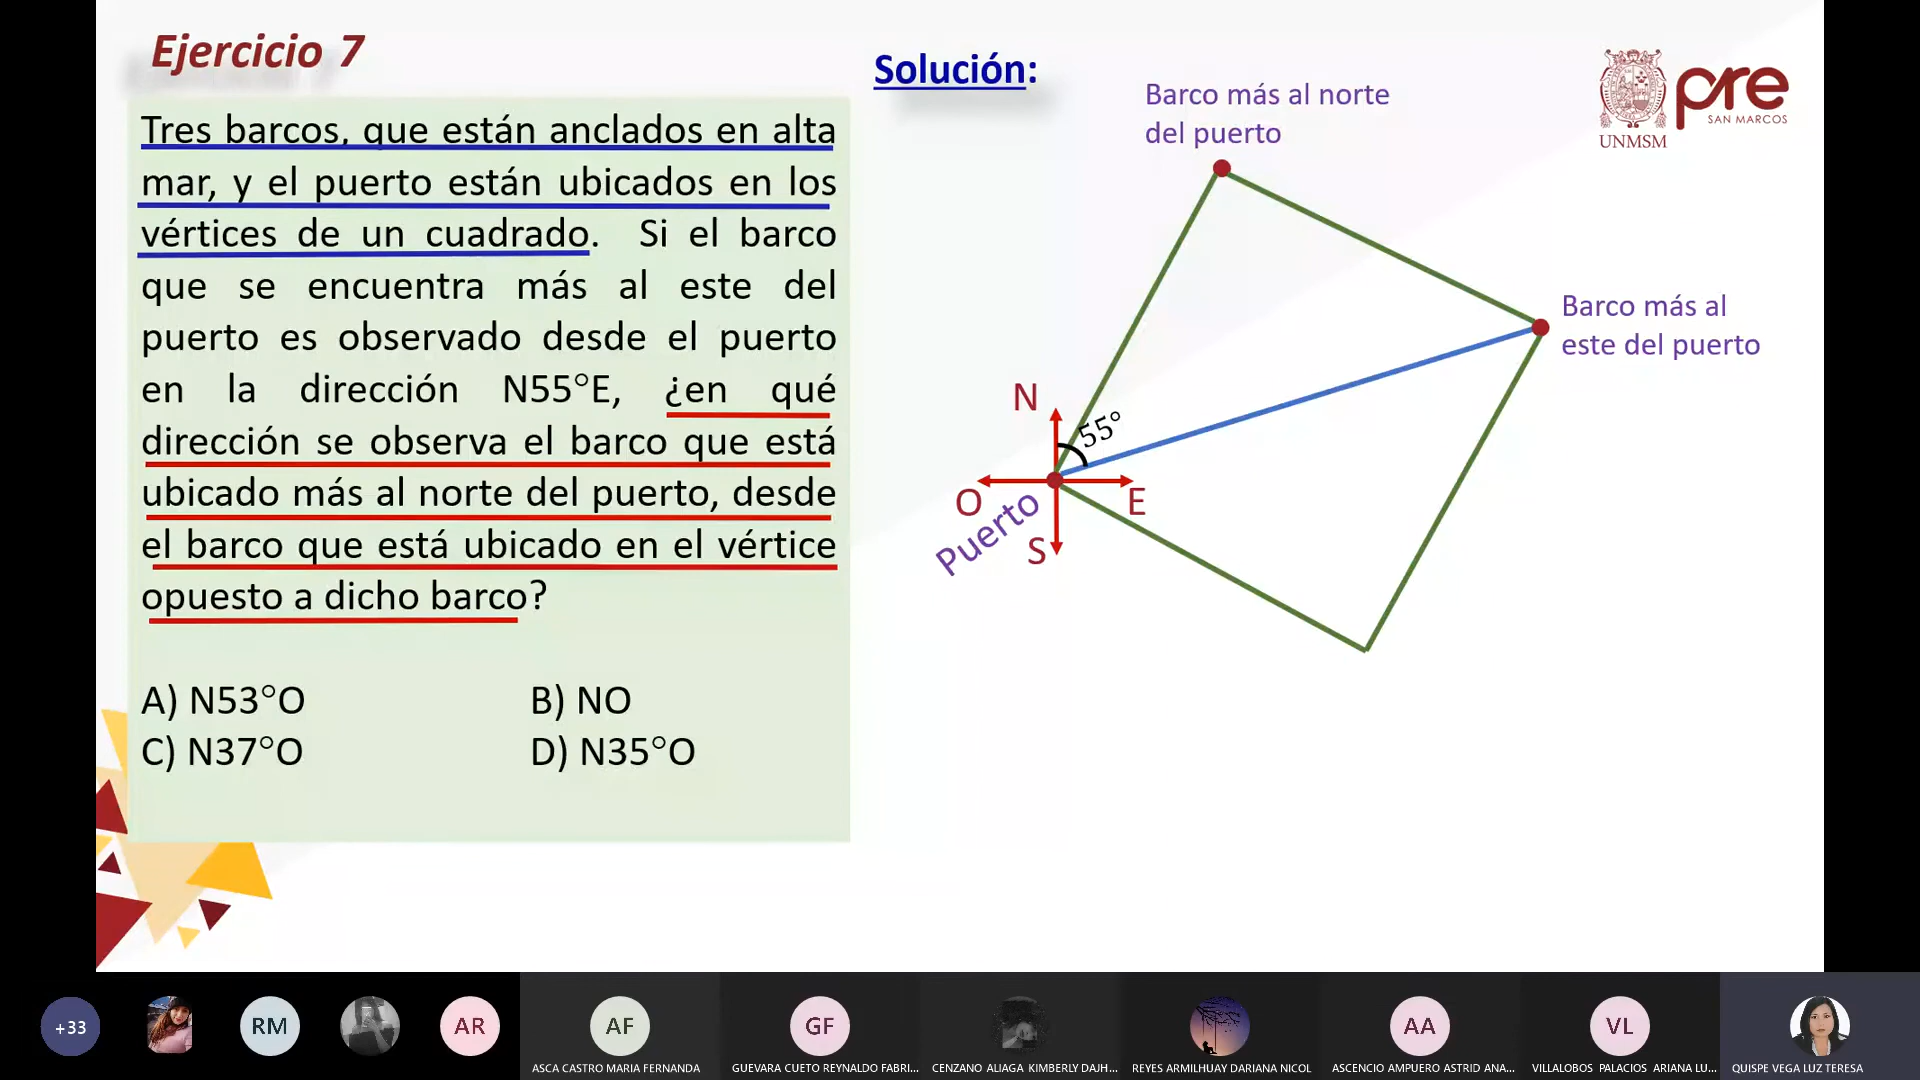 Ejercicio 7
Tres barcos, que están anclados en alta
mar, y el puerto están ubicados en los
vértices de un cuadrado. Si el barco
que se encuentra más al este del
puerto es observado desde el puerto
en la dirección N55°E, ¿en qué
dirección se observa el barco que está
ubicado más al norte del puerto, desde
el barco que está ubicado en el vértice
opuesto a dicho barco?
A) N53°O B) NO
C) N37°O D) N35°O
Solución:
Barco más al norte
del puerto
Barco más al
este del puerto
N
55°
O
E
S
Puerto
UNMSM
pre
SAN MARCOS
+33
RM
AR
AF
GF
AA
VL
ASCA CASTRO MARIA FERNANDA
GUEVARA CUETO REYNALDO FABRI...
CENZANO ALIAGA KIMBERLY DAJH...
REYES ARMILHUAY DARIANA NICOL
ASCENCIO AMPUERO ASTRID ANA...
VILLALOBOS PALACIOS ARIANA LU...
QUISPE VEGA LUZ TERESA